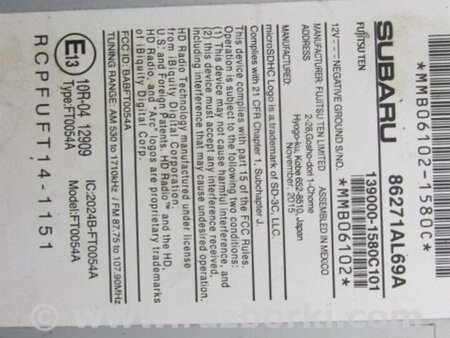 *MMB06102-1580C*
SUBARU 86271AL69A
139000-1580C101
FUJITSU TEN *MMB06102*
12V NEGATIVE GROUND S/NO.
ASSEMBLED IN MEXICO
MANUFACTURER: FUJITSU TEN LIMITED
2-28,Gosho-dori 1-Chome
Hyogo-ku, Kobe 652-8510, Japan
November, 2015
microSDHC Logo is a trademark of SD-3C, LLC.
Complies with 21 CFR Chapter 1, Subchapter J.
This device complies with part 15 of the FCC Rules.
Operation is subject to the following two conditions:
(1) This device may not cause harmful interference, and
(2) this device must accept any interference received,
including interference that may cause undesired operation.
HD Radio Technology manufactured under license
from iBiquity Digital Corporation.
U.S. and Foreign Patents. HD Radio™ and the HD,
HD Radio, and "Arc" logos are proprietary trademarks
of iBiquity Digital Corp.
FCC ID: BABFT0054A IC:2024B-FT0054A
TUNING RANGE: AM 530 to 1710kHz / FM 87.75 to 107.90MHz
E13 10R-04 12909
Type:FT0054A Model:FT0054A
RCPFUFT14-1151